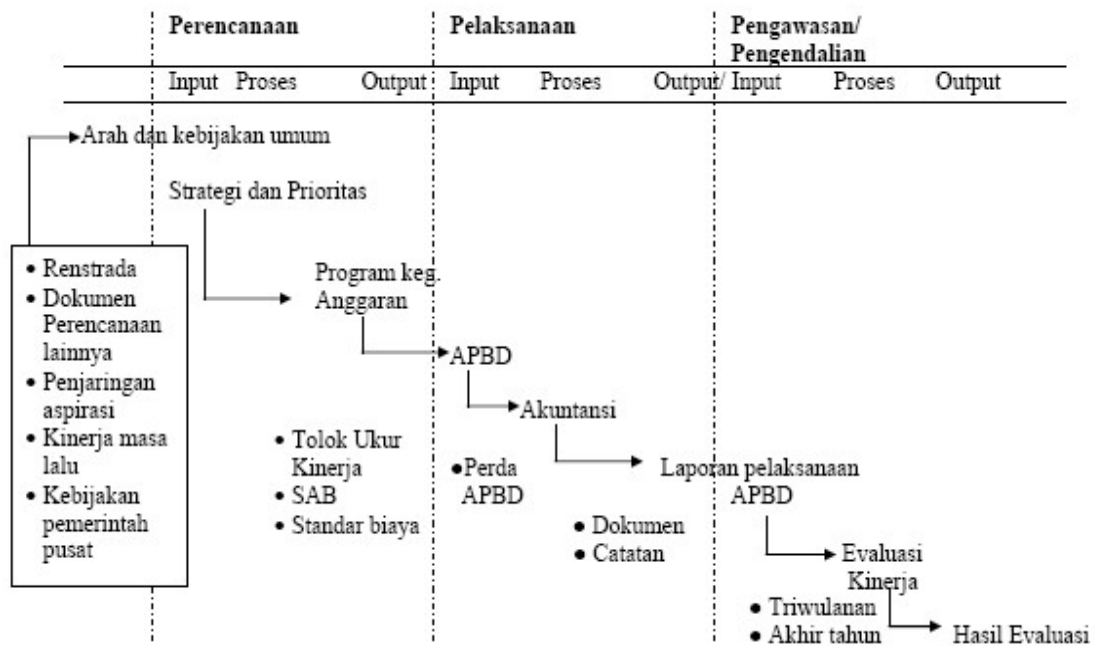 Perencanaan
Pelaksanaan
Pengawasan/
Pengendalian
Input Proses Output Input Proses Output/ Input Proses Output
Arah dan kebijakan umum
Strategi dan Prioritas
• Renstrada
• Dokumen
Perencanaan
lainnya
• Penjaringan
aspirasi
• Kinerja masa
lalu
• Kebijakan
pemerintah
pusat
Program keg.
Anggaran
• Tolok Ukur
Kinerja
• SAB
• Standar biaya
APBD
Akuntansi
• Perda
APBD
Laporan pelaksanaan
APBD
• Dokumen
• Catatan
Evaluasi
Kinerja
• Triwulanan
• Akhir tahun
Hasil Evaluasi